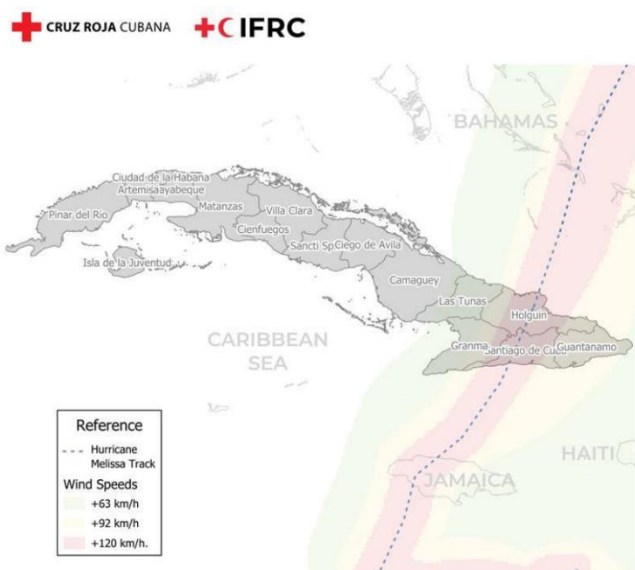 CRUZ ROJA CUBANA
IFRC
BAHAMAS
Ciudad de la Habana
Artemisaayabeque
Pinar del Rio
Matanzas
Villa Clara
Cienfuegos
Sancti Sp
Ciego de Avila
Isla de la Juventud
Camaguey
Las Tunas
Holguin
CARIBBEAN
SEA
Granma
Santiago de Cuba
Guantanamo
HAITI
JAMAICA
Reference
Hurricane
Melissa Track
Wind Speeds
+63 km/h
+92 km/h
+120 km/h.